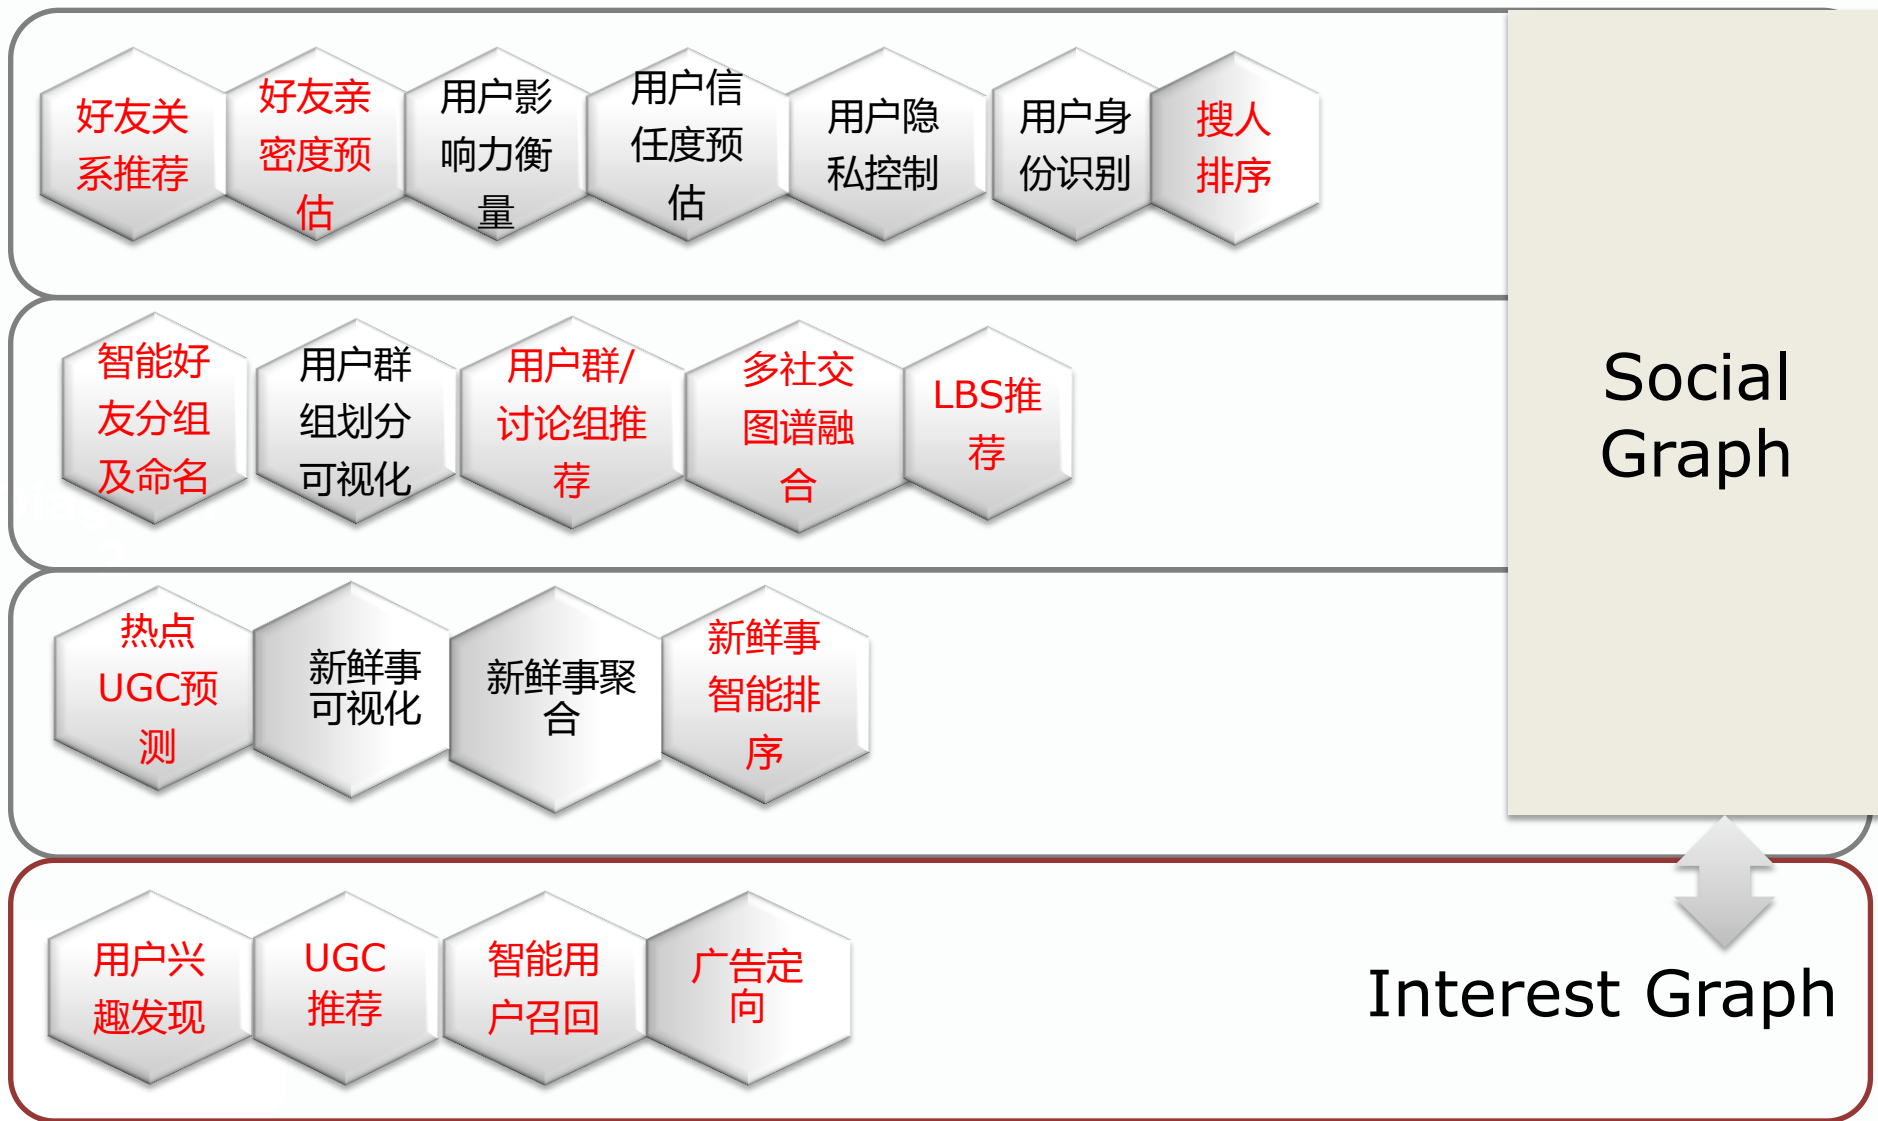 好友关
系推荐
好友亲
密度预
估
用户影
响力衡
量
用户信
任度预
估
用户隐
私控制
用户身
份识别
搜人
排序
智能好
友分组
及命名
用户群
组划分
可视化
用户群/
讨论组推
荐
多社交
图谱融
合
LBS推
荐
Social
Graph
热点
UGC预
测
新鲜事
可视化
新鲜事聚
合
新鲜事
智能排
序
用户兴
趣发现
UGC
推荐
智能用
户召回
广告定
向
Interest Graph